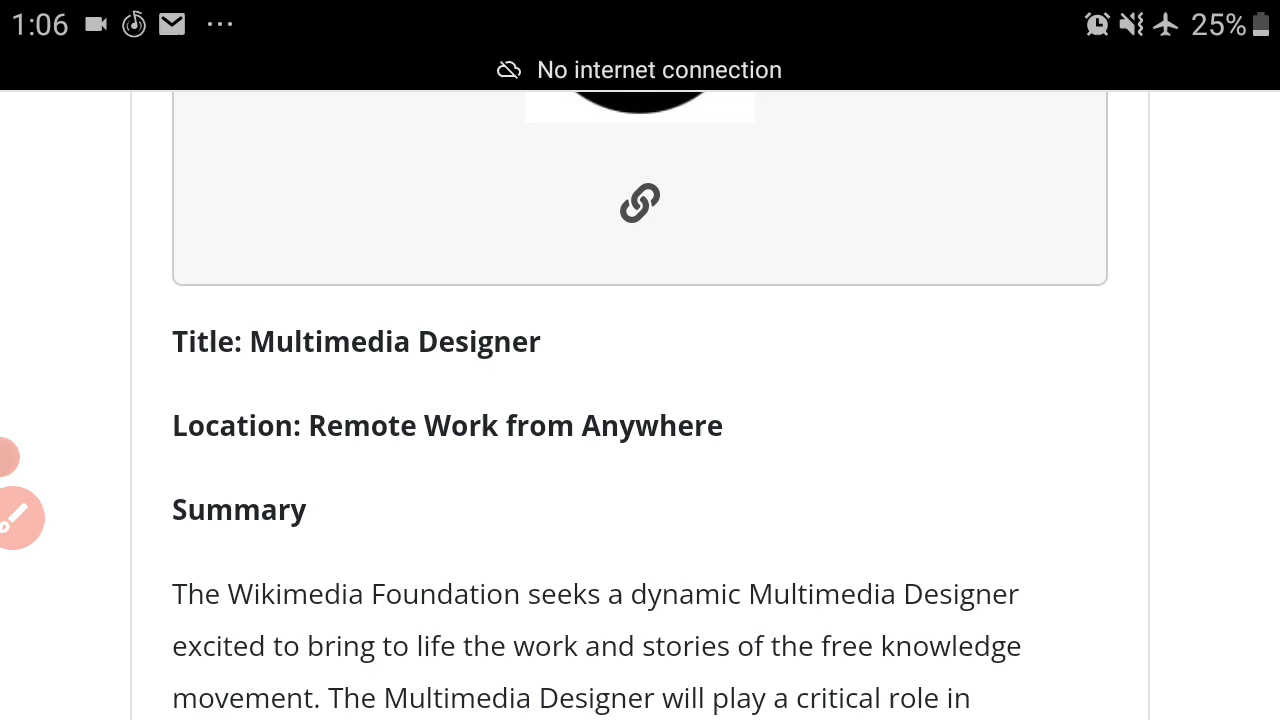 1:06 ... 25%
No internet connection
Title: Multimedia Designer
Location: Remote Work from Anywhere
Summary
The Wikimedia Foundation seeks a dynamic Multimedia Designer
excited to bring to life the work and stories of the free knowledge
movement. The Multimedia Designer will play a critical role in